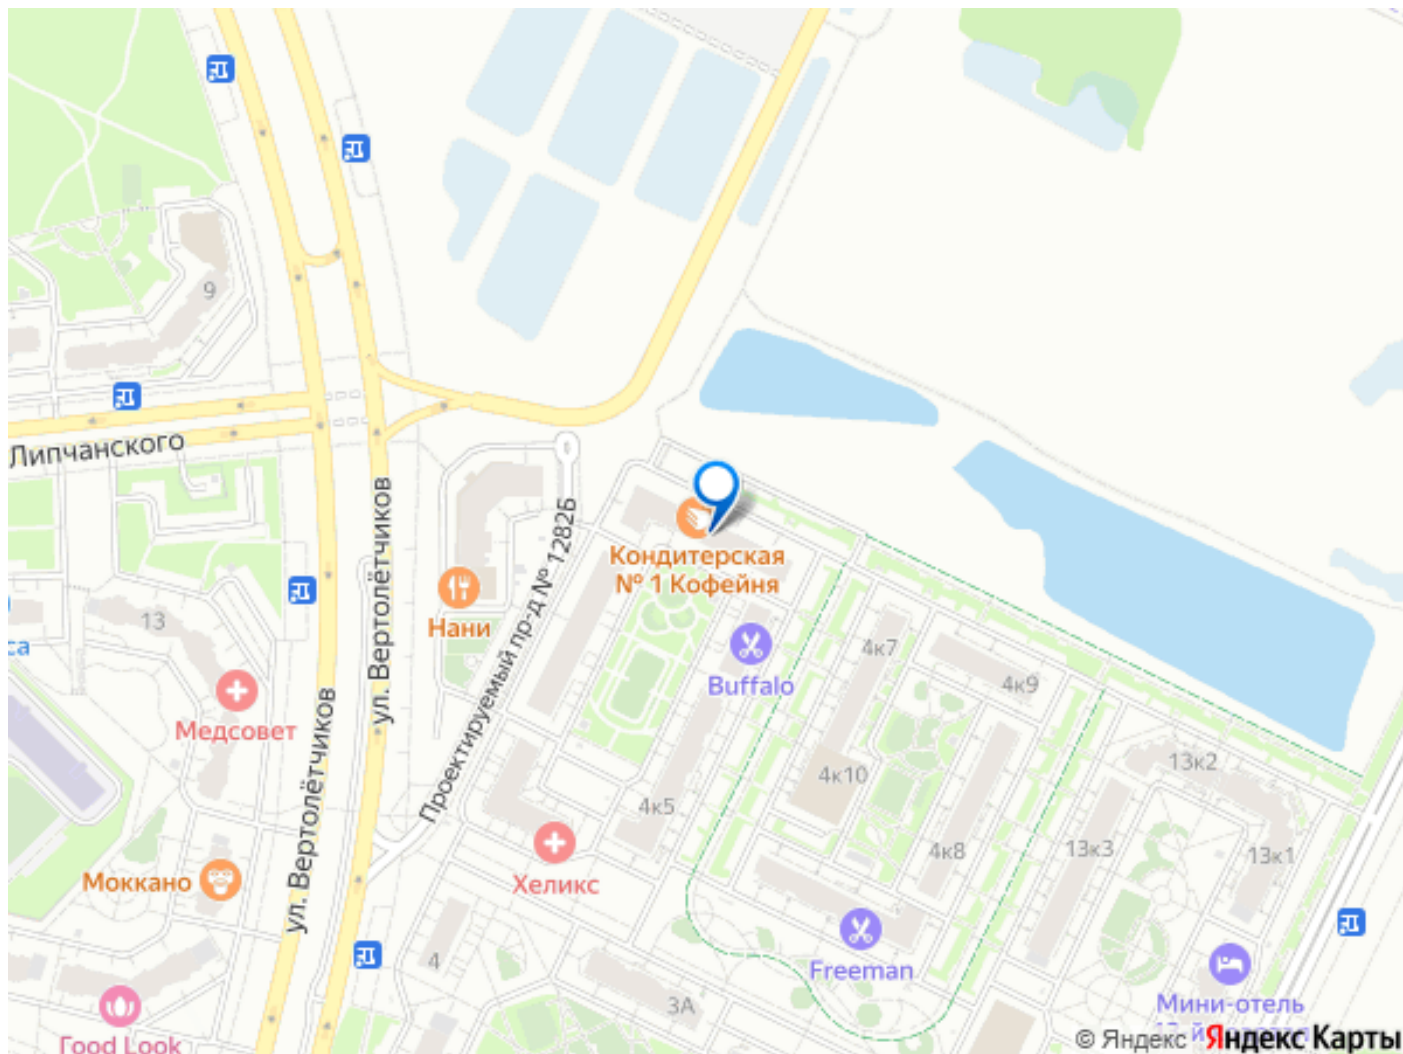 9
Липчанского
ул. Вертолётчиков
Проектируемый пр-д № 1282Б
Кондитерская
№ 1 Кофейня
Нани
13
са
Buffalo
4к7
4к9
Медсовет
ул. Вертолётчиков
4к10
4к5
13к2
4к8
13к3
13к1
Моккано
Хеликс
4
Freeman
3А
Мини-отель
Food Look
© Яндекс Яндекс Карты